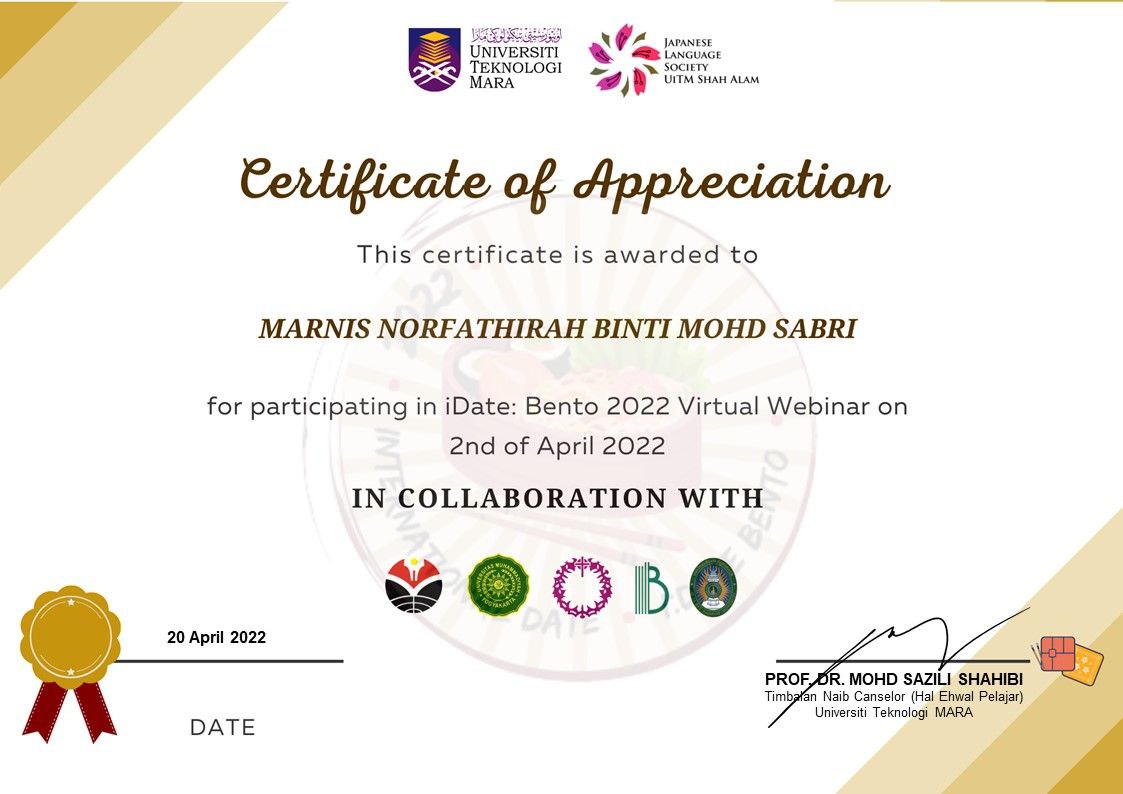 UNIVERSITI
TEKNOLOGI
MARA
JAPANESE
LANGUAGE
SOCIETY
UITM SHAH ALAM
Certificate of Appreciation
This certificate is awarded to
MARNIS NORFATHIRAH BINTI MOHD SABRI
for participating in iDate: Bento 2022 Virtual Webinar on
2nd of April 2022
IN COLLABORATION WITH
20 April 2022
DATE
PROF. DR. MOHD SAZILI SHAHIBI
Timbalan Naib Canselor (Hal Ehwal Pelajar)
Universiti Teknologi MARA